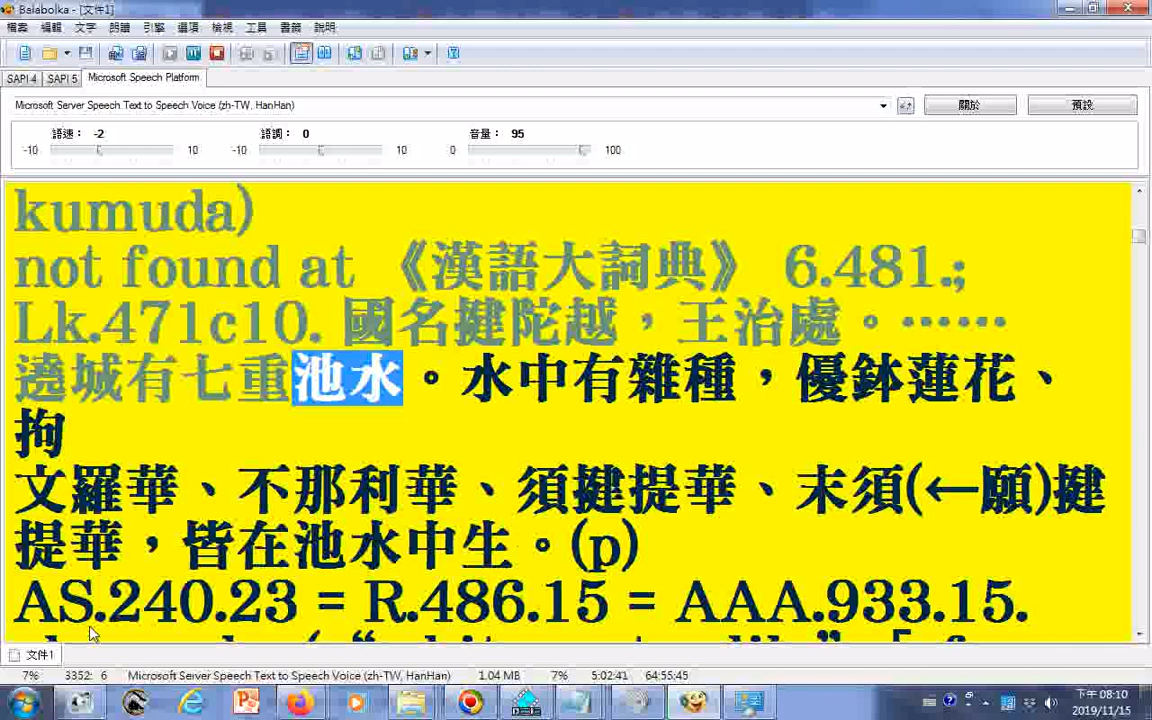 Balabolka - [文件1]
檔案 編輯 文字 朗讀 引擎 選項 檢視 工具 書籤 說明
SAPI 4 SAPI 5 Microsoft Speech Platform
Microsoft Server Speech Text to Speech Voice (zh-TW, HanHan) 關於 預設
語速： -2 語調： 0 音量： 95
-10 10 -10 10 0 100
kumuda)
not found at 《漢語大詞典》 6.481.;
Lk.471c10. 國名揵陀越，王治處。……
遶城有七重池水。水中有雜種，優鉢蓮花、
拘
文羅華、不那利華、須揵提華、末須(←願)揵
提華，皆在池水中生。(p)
AS.240.23 = R.486.15 = AAA.933.15.
文件1
7% 3352: 6 Microsoft Server Speech Text to Speech Voice (zh-TW, HanHan) 1.04 MB 7% 5:02:41 64:55:45
下午 08:10
2019/11/15